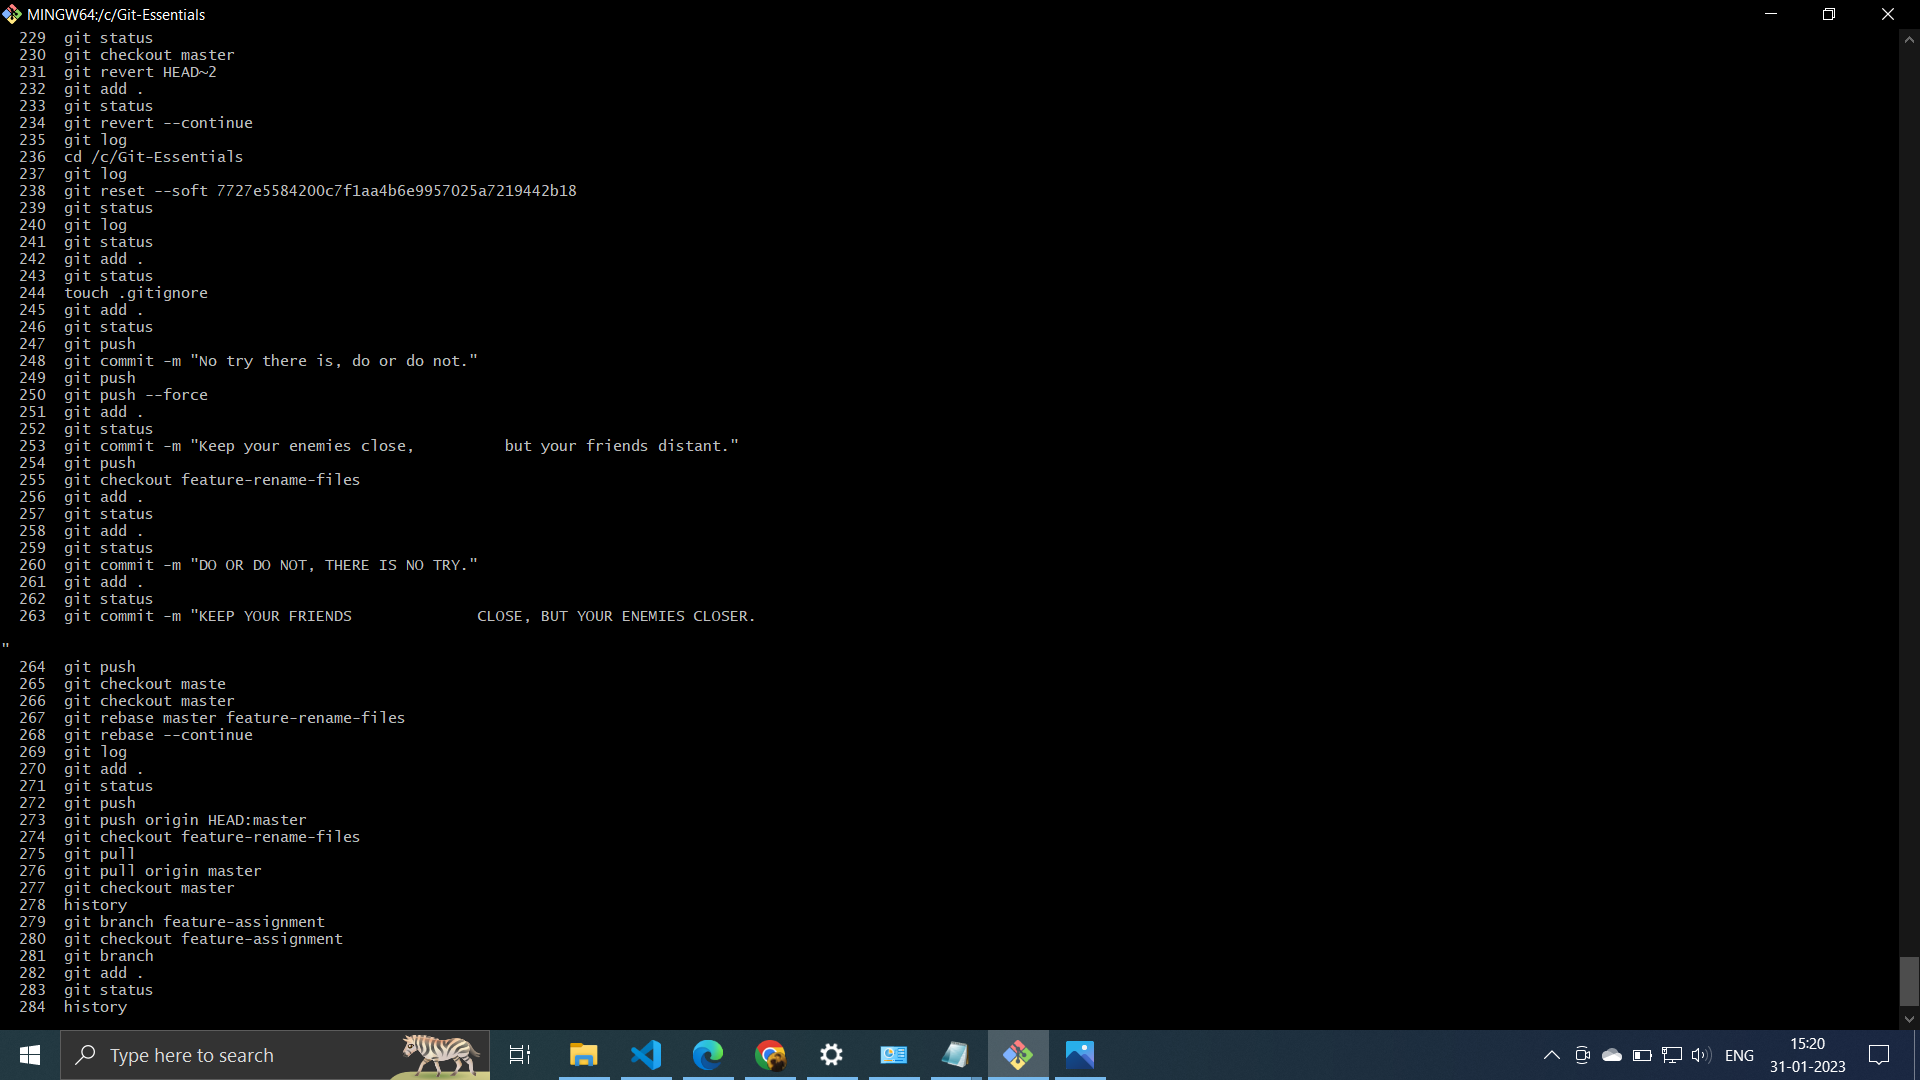 MINGW64:/c/Git-Essentials
229 git status
230 git checkout master
231 git revert HEAD~2
232 git add .
233 git status
234 git revert --continue
235 git log
236 cd /c/Git-Essentials
237 git log
238 git reset --soft 7727e5584200c7f1aa4b6e9957025a7219442b18
239 git status
240 git log
241 git status
242 git add .
243 git status
244 touch .gitignore
245 git add .
246 git status
247 git push
248 git commit -m "No try there is, do or do not."
249 git push
250 git push --force
251 git add .
252 git status
253 git commit -m "Keep your enemies close,          but your friends distant."
254 git push
255 git checkout feature-rename-files
256 git add .
257 git status
258 git add .
259 git status
260 git commit -m "DO OR DO NOT, THERE IS NO TRY."
261 git add .
262 git status
263 git commit -m "KEEP YOUR FRIENDS              CLOSE, BUT YOUR ENEMIES CLOSER.
"
264 git push
265 git checkout maste
266 git checkout master
267 git rebase master feature-rename-files
268 git rebase --continue
269 git log
270 git add .
271 git status
272 git push
273 git push origin HEAD:master
274 git checkout feature-rename-files
275 git pull
276 git pull origin master
277 git checkout master
278 history
279 git branch feature-assignment
280 git checkout feature-assignment
281 git branch
282 git add .
283 git status
284 history
Type here to search
ENG
15:20
31-01-2023